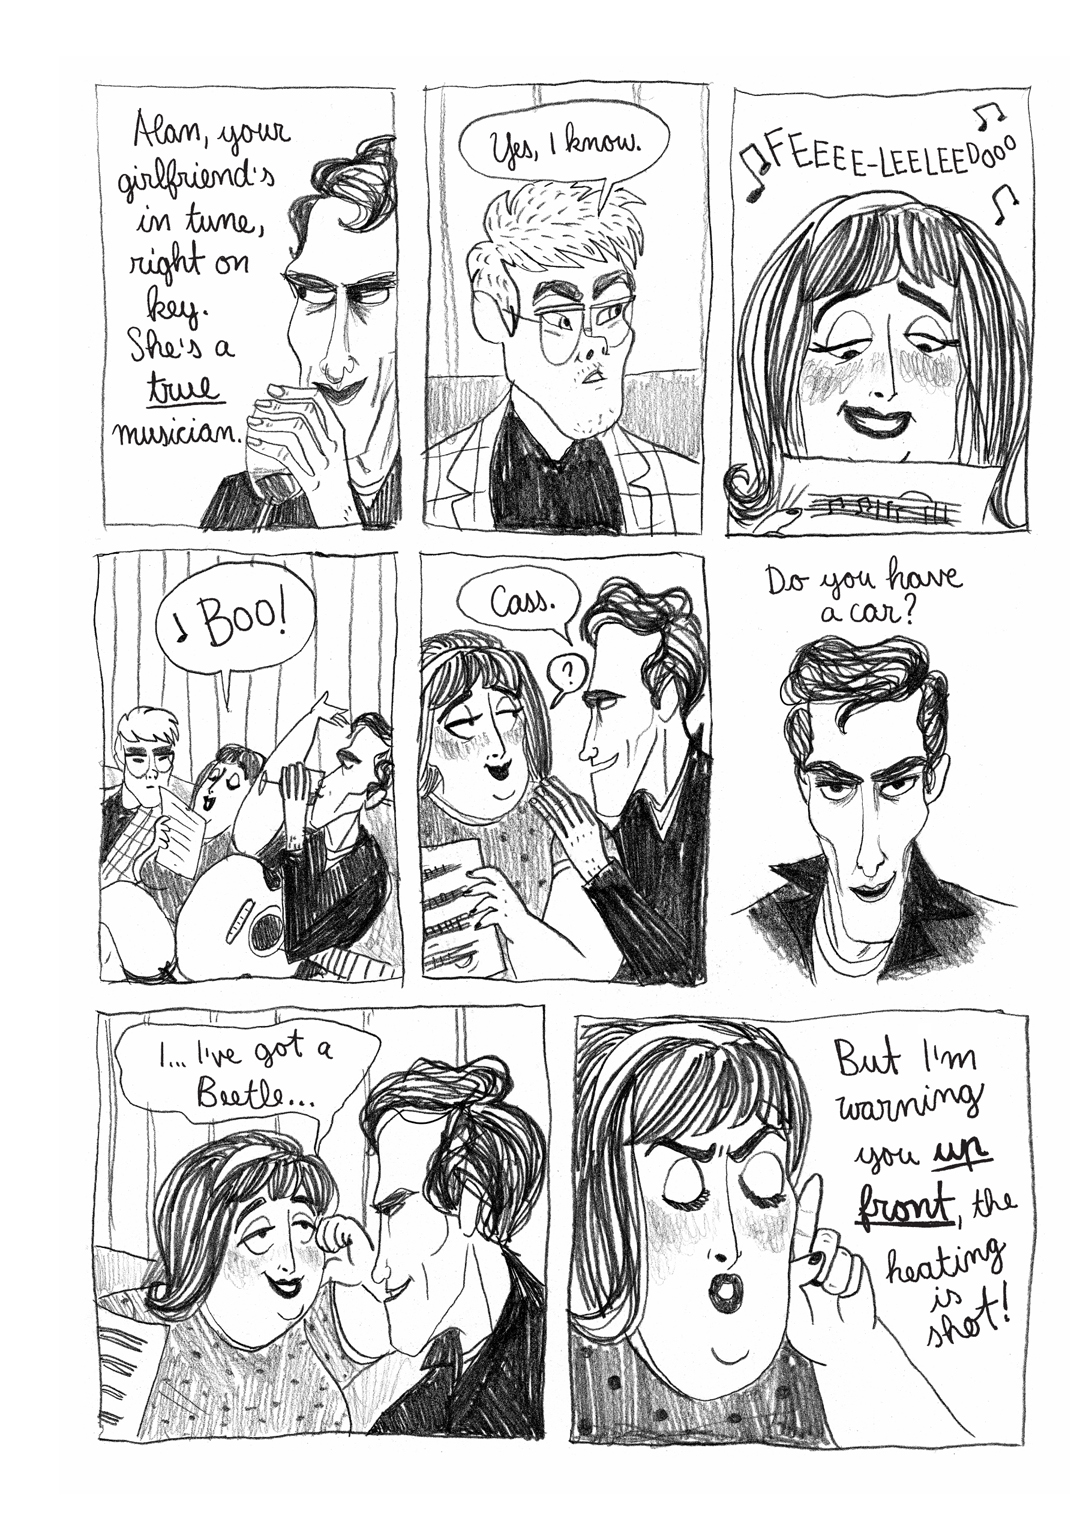 Alan, your
girlfriend's
in tune,
right on
key.
She's a
true
musician.
Yes, I know.
FEEEE-LEELEEDOOO
BOO!
Cass.
?
Do you have
a car?
I... I've got a
Beetle...
But I'm
warning
you up
front, the
heating
is
shot!